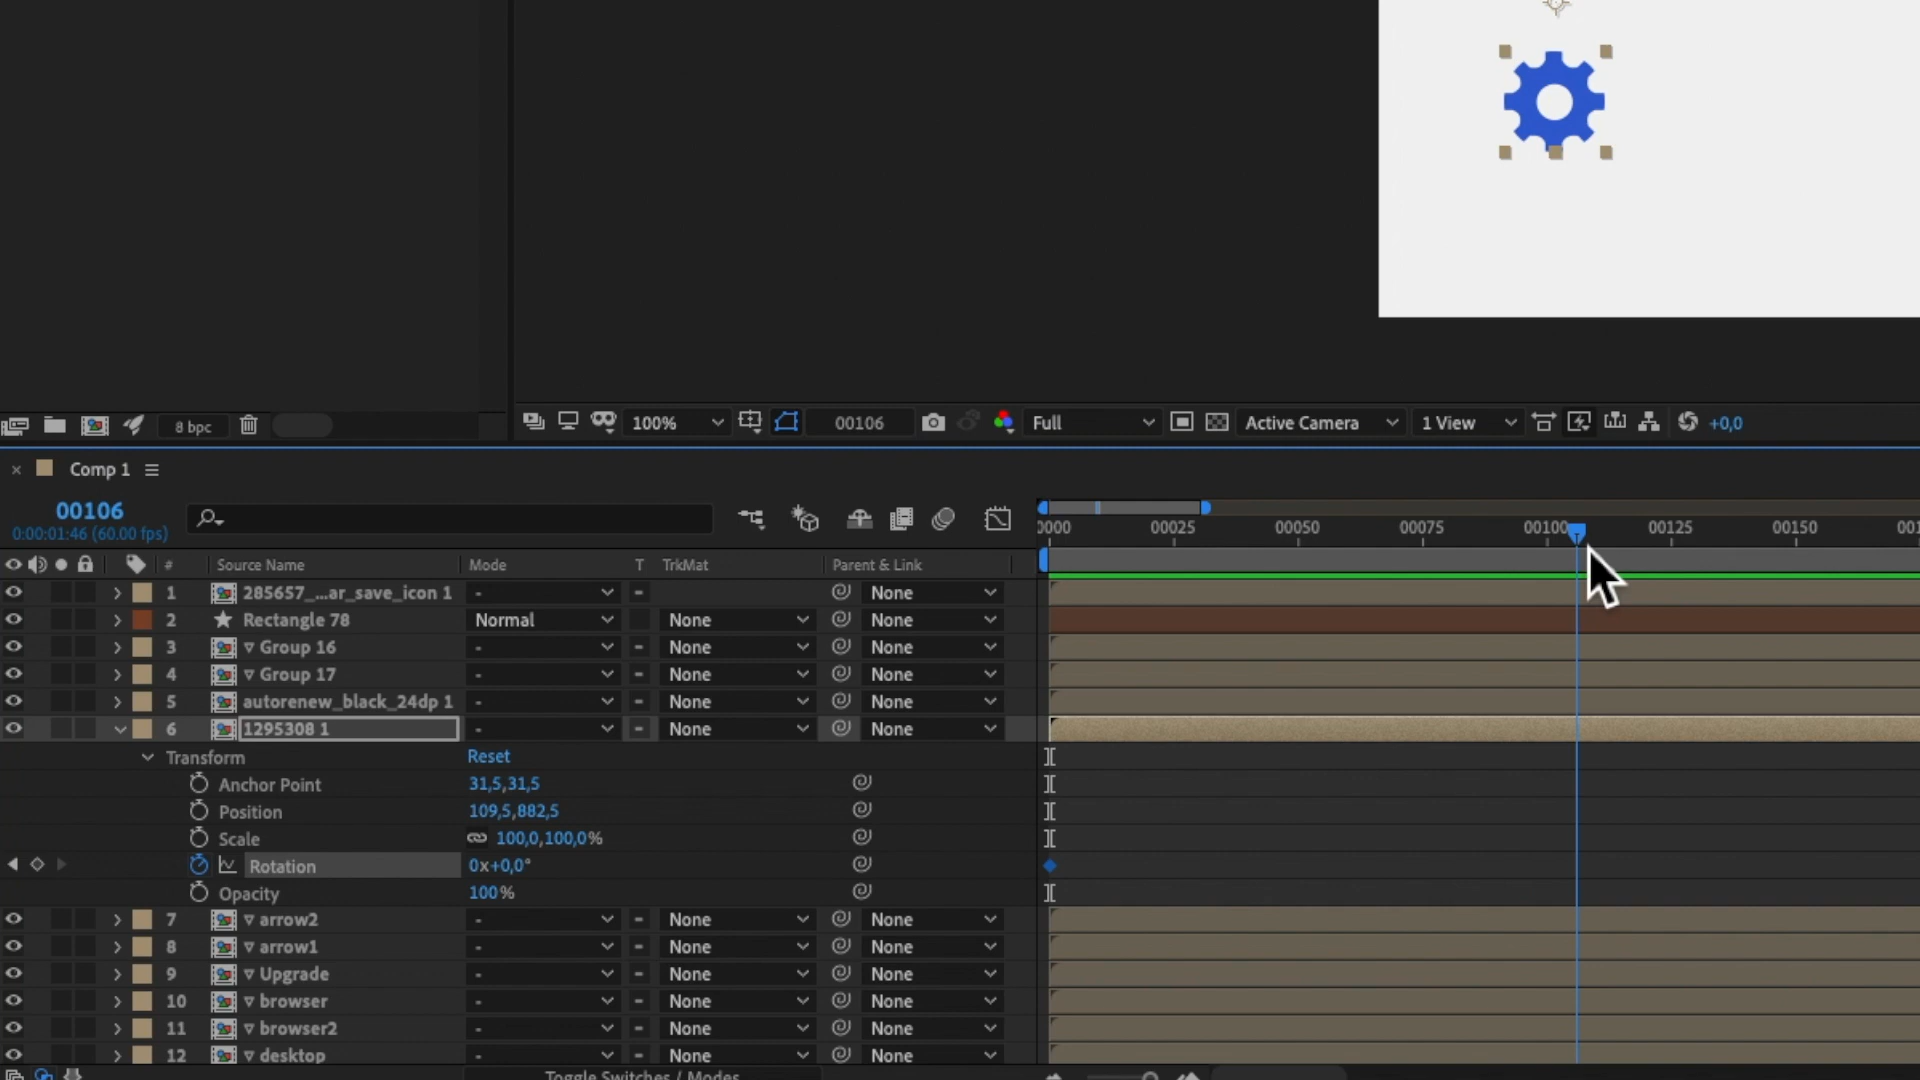 8 bpc
100%
00106
Full
Active Camera
1 View
+0,0
Comp 1
00106
0:00:01:46 (60.00 fps)
0000 00025 00050 00075 00100 00125 00150
# Source Name Mode T TrkMat Parent & Link
1 285657_...ar_save_icon 1 - None
2 Rectangle 78 Normal None None
3 Group 16 - None None
4 Group 17 - None None
5 autorenew_black_24dp 1 - None None
6 1295308 1 - None None
Transform Reset
Anchor Point 31,5,31,5
Position 109,5,882,5
Scale 100,0,100,0%
Rotation 0x+0,0°
Opacity 100%
7 arrow2 - None None
8 arrow1 - None None
9 Upgrade - None None
10 browser - None None
11 browser2 - None None
12 desktop - None None
Toggle Switches / Modes